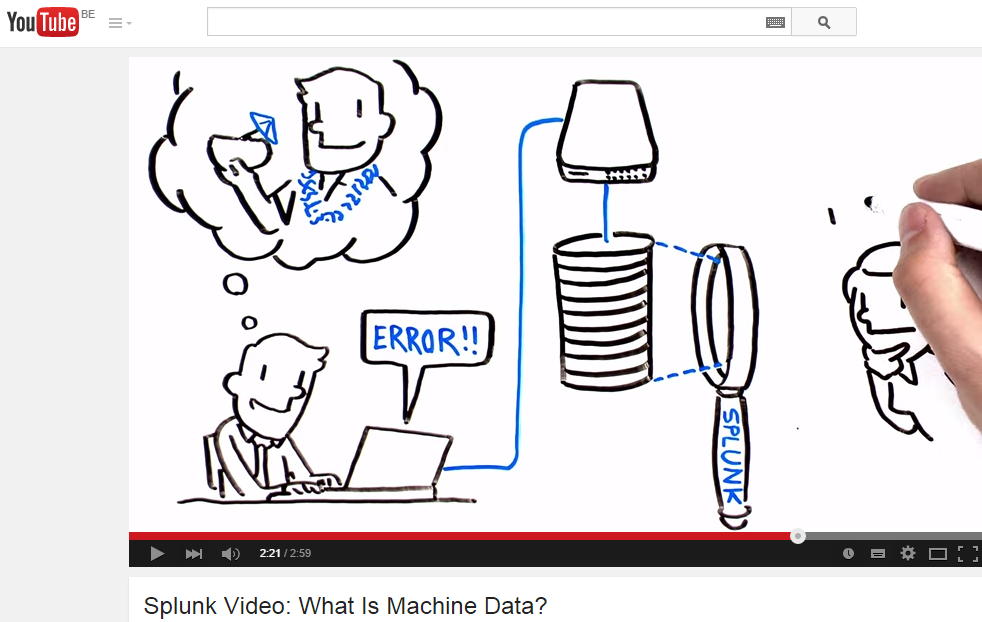 YouTube BE
ERROR!!
SPLUNK
2:21 / 2:59
Splunk Video: What Is Machine Data?